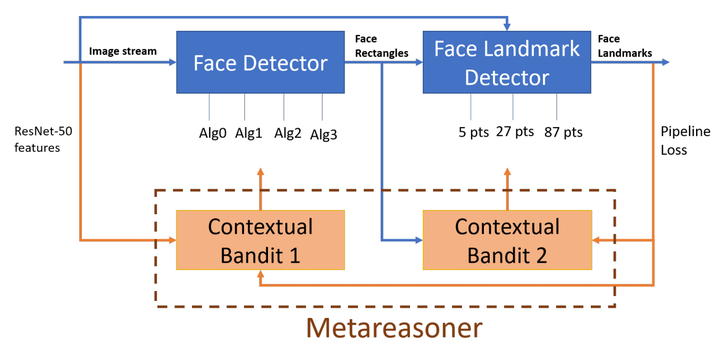 Image stream
Face Detector
Face
Rectangles
Face Landmark
Detector
Face
Landmarks
ResNet-50
features
Alg0
Alg1
Alg2
Alg3
5 pts
27 pts
87 pts
Pipeline
Loss
Contextual
Bandit 1
Contextual
Bandit 2
Metareasoner